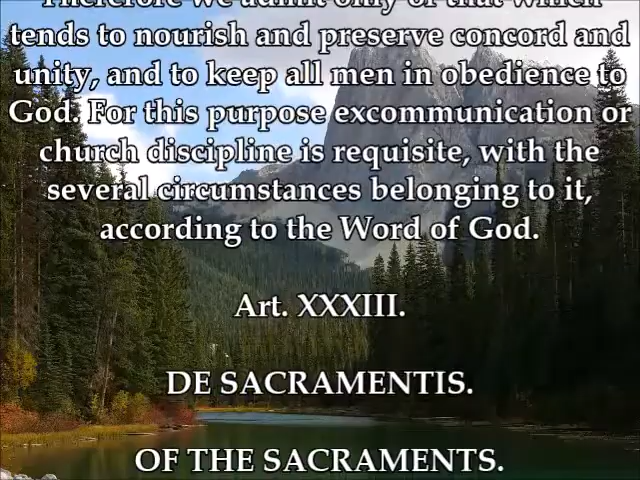 Therefore we admit only of that which
tends to nourish and preserve concord and
unity, and to keep all men in obedience to
God. For this purpose excommunication or
church discipline is requisite, with the
several circumstances belonging to it,
according to the Word of God.
Art. XXXIII.
DE SACRAMENTIS.
OF THE SACRAMENTS.